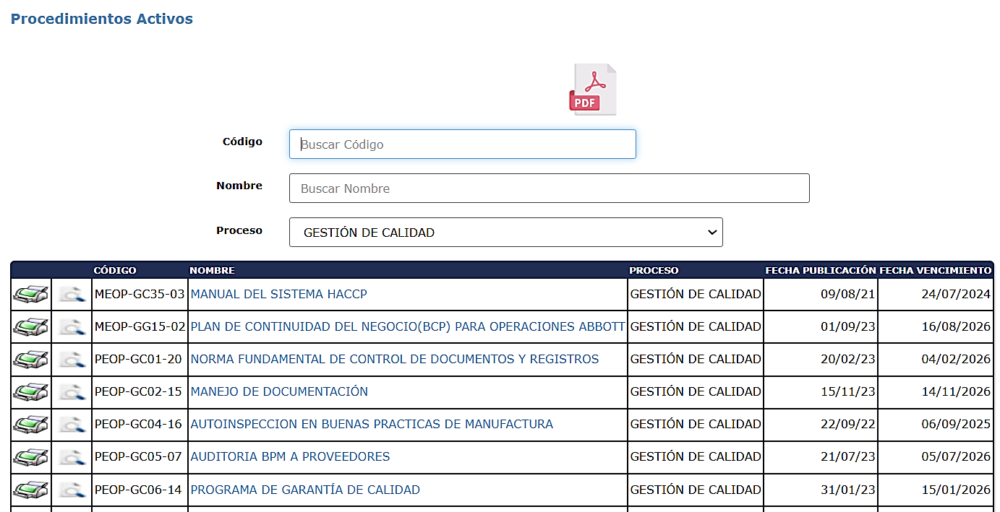 Procedimientos Activos
PDF
Código Buscar Código
Nombre Buscar Nombre
Proceso GESTIÓN DE CALIDAD
CÓDIGO NOMBRE PROCESO FECHA PUBLICACIÓN FECHA VENCIMIENTO
MEOP-GC35-03 MANUAL DEL SISTEMA HACCP GESTIÓN DE CALIDAD 09/08/21 24/07/2024
MEOP-GG15-02 PLAN DE CONTINUIDAD DEL NEGOCIO(BCP) PARA OPERACIONES ABBOTT GESTIÓN DE CALIDAD 01/09/23 16/08/2026
PEOP-GC01-20 NORMA FUNDAMENTAL DE CONTROL DE DOCUMENTOS Y REGISTROS GESTIÓN DE CALIDAD 20/02/23 04/02/2026
PEOP-GC02-15 MANEJO DE DOCUMENTACIÓN GESTIÓN DE CALIDAD 15/11/23 14/11/2026
PEOP-GC04-16 AUTOINSPECCION EN BUENAS PRACTICAS DE MANUFACTURA GESTIÓN DE CALIDAD 22/09/22 06/09/2025
PEOP-GC05-07 AUDITORIA BPM A PROVEEDORES GESTIÓN DE CALIDAD 21/07/23 05/07/2026
PEOP-GC06-14 PROGRAMA DE GARANTÍA DE CALIDAD GESTIÓN DE CALIDAD 31/01/23 15/01/2026